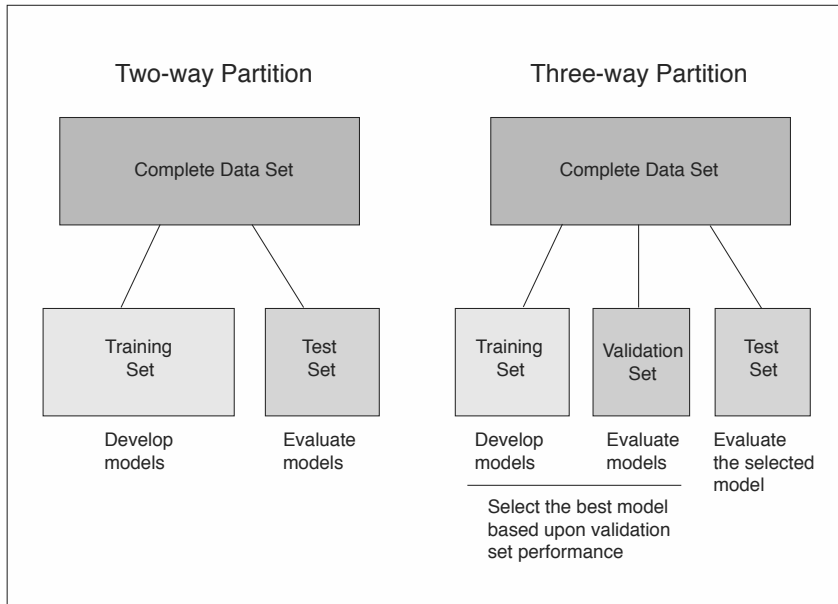 Two-way Partition
Complete Data Set
Training
Set
Test
Set
Develop
models
Evaluate
models
Three-way Partition
Complete Data Set
Training
Set
Validation
Set
Test
Set
Develop
models
Evaluate
models
Evaluate
the selected
model
Select the best model
based upon validation
set performance